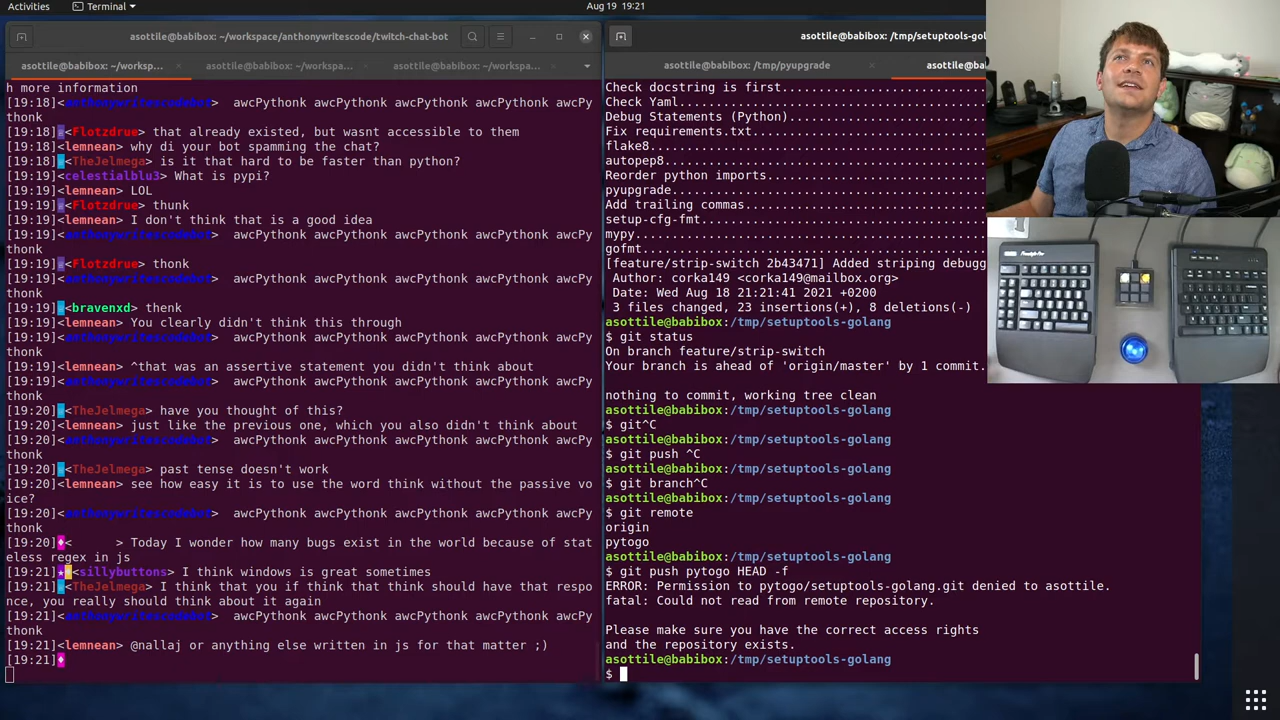 Activities
Terminal
Aug 19 19:21
asottile@babibox: ~/workspace/anthonywritescode/twitch-chat-bot
asottile@babibox: ~/worksp…
asottile@babibox: ~/workspa…
asottile@babibox: ~/workspa…
h more information
[19:18] <anthonywritescodebot> awcPythonk awcPythonk awcPythonk awcPythonk awcPy
thonk
[19:18] <Flotzdrue> that already existed, but wasnt accessible to them
[19:18]<lemnean> why di your bot spamming the chat?
[19:18] <TheJelmega> is it that hard to be faster than python?
[19:19]<celestialblu3> What is pypi?
[19:19]<lemnean> LOL
[19:19] <Flotzdrue> thunk
[19:19]<lemnean> I don't think that is a good idea
[19:19] <anthonywritescodebot> awcPythonk awcPythonk awcPythonk awcPythonk awcPy
thonk
[19:19] <Flotzdrue> thonk
[19:19] <anthonywritescodebot> awcPythonk awcPythonk awcPythonk awcPythonk awcPy
thonk
[19:19] <bravenxd> thenk
[19:19]<lemnean> You clearly didn't think this through
[19:19] <anthonywritescodebot> awcPythonk awcPythonk awcPythonk awcPythonk awcPy
thonk
[19:19]<lemnean> ^that was an assertive statement you didn't think about
[19:19] <anthonywritescodebot> awcPythonk awcPythonk awcPythonk awcPythonk awcPy
thonk
[19:20] <TheJelmega> have you thought of this?
[19:20]<lemnean> just like the previous one, which you also didn't think about
[19:20] <anthonywritescodebot> awcPythonk awcPythonk awcPythonk awcPythonk awcPy
thonk
[19:20] <TheJelmega> past tense doesn't work
[19:20]<lemnean> see how easy it is to use the word think without the passive vo
ice?
[19:20] <anthonywritescodebot> awcPythonk awcPythonk awcPythonk awcPythonk awcPy
thonk
[19:20] < > Today I wonder how many bugs exist in the world because of stat
eless regex in js
[19:21] <sillybuttons> I think windows is great sometimes
[19:21] <TheJelmega> I think that you if think that think should have that respo
nce, you really should think about it again
[19:21] <anthonywritescodebot> awcPythonk awcPythonk awcPythonk awcPythonk awcPy
thonk
[19:21]<lemnean> @nallaj or anything else written in js for that matter ;)
[19:21]
asottile@babibox: /tmp/setuptools-gola
asottile@babibox: /tmp/pyupgrade
asottile@babi
Check docstring is first..................................
Check Yaml................................................
Debug Statements (Python).................................
Fix requirements.txt......................................
flake8....................................................
autopep8..................................................
Reorder python imports....................................
pyupgrade.................................................
Add trailing commas.......................................
setup-cfg-fmt.............................................
mypy......................................................
gofmt.....................................................
[feature/strip-switch 2b43471] Added striping debugg
Author: corka149 <corka149@mailbox.org>
Date: Wed Aug 18 21:21:41 2021 +0200
3 files changed, 23 insertions(+), 8 deletions(-)
asottile@babibox:/tmp/setuptools-golang
$ git status
On branch feature/strip-switch
Your branch is ahead of 'origin/master' by 1 commit.
nothing to commit, working tree clean
asottile@babibox:/tmp/setuptools-golang
$ git^C
asottile@babibox:/tmp/setuptools-golang
$ git push ^C
asottile@babibox:/tmp/setuptools-golang
$ git branch^C
asottile@babibox:/tmp/setuptools-golang
$ git remote
origin
pytogo
asottile@babibox:/tmp/setuptools-golang
$ git push pytogo HEAD -f
ERROR: Permission to pytogo/setuptools-golang.git denied to asottile.
fatal: Could not read from remote repository.
Please make sure you have the correct access rights
and the repository exists.
asottile@babibox:/tmp/setuptools-golang
$